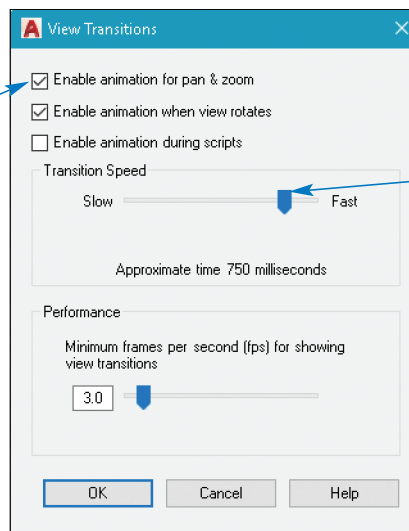 View Transitions
Enable animation for pan & zoom
Enable animation when view rotates
Enable animation during scripts
Transition Speed
Slow
Fast
Approximate time 750 milliseconds
Performance
Minimum frames per second (fps) for showing
view transitions
3.0
OK
Cancel
Help